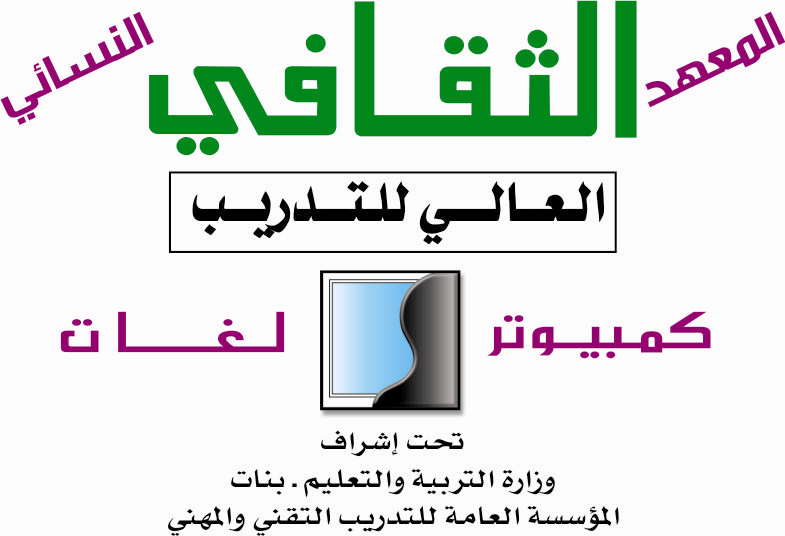 المعهد الثقافي النسائي
العالي للتدريب
كمبيوتر لغات
تحت إشراف
وزارة التربية والتعليم . بنات
المؤسسة العامة للتدريب التقني والمهني